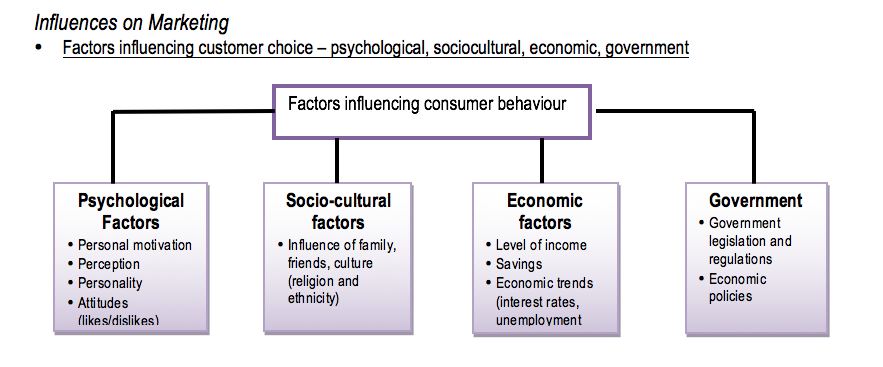 Influences on Marketing
• Factors influencing customer choice – psychological, sociocultural, economic, government
Factors influencing consumer behaviour
Psychological
Factors
• Personal motivation
• Perception
• Personality
• Attitudes
(likes/dislikes)
Socio-cultural
factors
• Influence of family,
friends, culture
(religion and
ethnicity)
Economic
factors
• Level of income
• Savings
• Economic trends
(interest rates,
unemployment
Government
• Government
legislation and
regulations
• Economic
policies